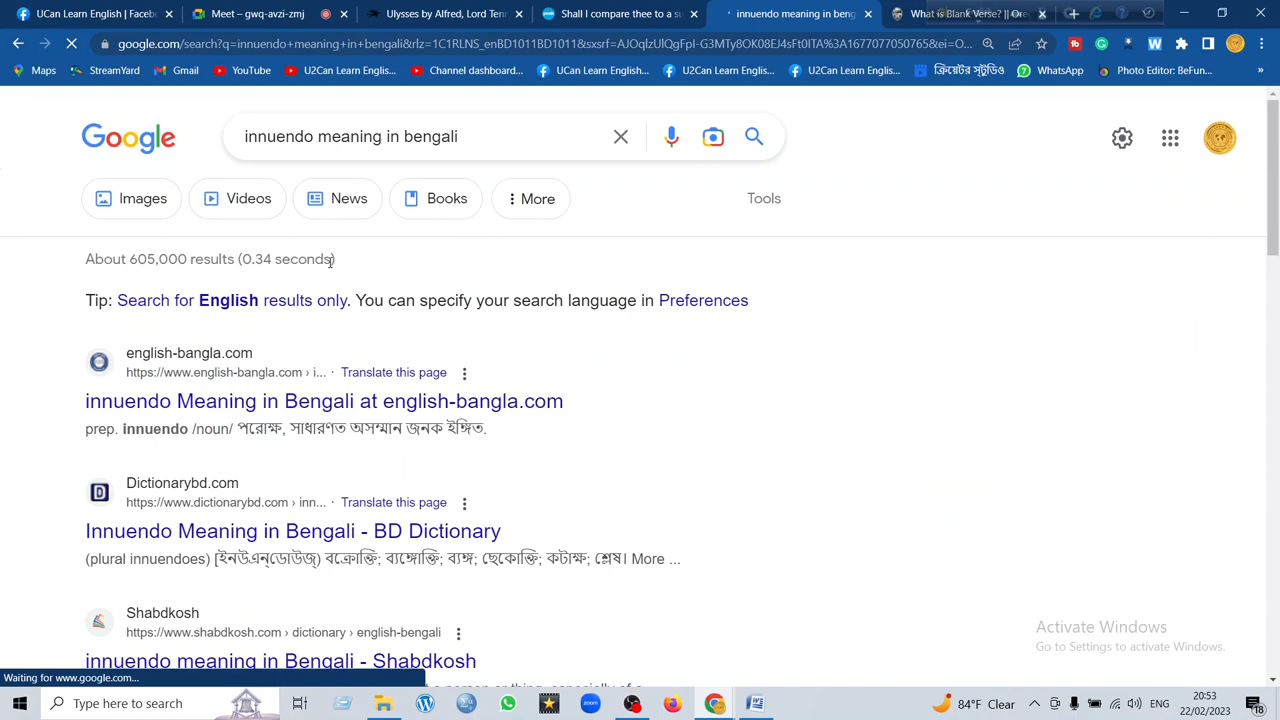 (1) Facebook
Meet – gwq-avzi-mzj
Ulysses by Alfred, Lord Ten
Shall I compare thee to a su
innuendo meaning in beng
What is Blank Verse? || Ore
google.com/search?q=innuendo+meaning+in+bengali&rlz=1C1RLNS_enBD1011BD1011&sxsrf=AJOqlzUlQgFpI-G3MTy8OK08EJ4sFt0ITA%3A1677077050765&ei=O...
Maps
StreamYard
Gmail
YouTube
U2Can Learn Englis...
Channel dashboard...
UCan Learn English...
U2Can Learn Englis...
U2Can Learn Englis...
ক্রিয়েটর স্টুডিও
WhatsApp
Photo Editor: BeFun...
»
Google
innuendo meaning in bengali
Images
Videos
News
Books
More
Tools
About 605,000 results (0.34 seconds)
Tip: Search for English results only. You can specify your search language in Preferences
english-bangla.com
https://www.english-bangla.com › i... · Translate this page
innuendo Meaning in Bengali at english-bangla.com
prep. innuendo /noun/ পরোক্ষ, সাধারণত অসম্মান জনক ইঙ্গিত.
Dictionarybd.com
https://www.dictionarybd.com › inn... · Translate this page
Innuendo Meaning in Bengali - BD Dictionary
(plural innuendoes) [ইনউএন্‌ডোউজ্) বক্রোক্তি; ব্যঙ্গোক্তি; ব্যঙ্গ; ছেকোক্তি; কটাক্ষ; শ্লেষ। More ...
Shabdkosh
https://www.shabdkosh.com › dictionary › english-bengali
innuendo meaning in Bengali - Shabdkosh
Activate Windows
Go to Settings to activate Windows.
Waiting for www.google.com...
Type here to search
zoom
84°F Clear
ENG
20:53
22/02/2023
18